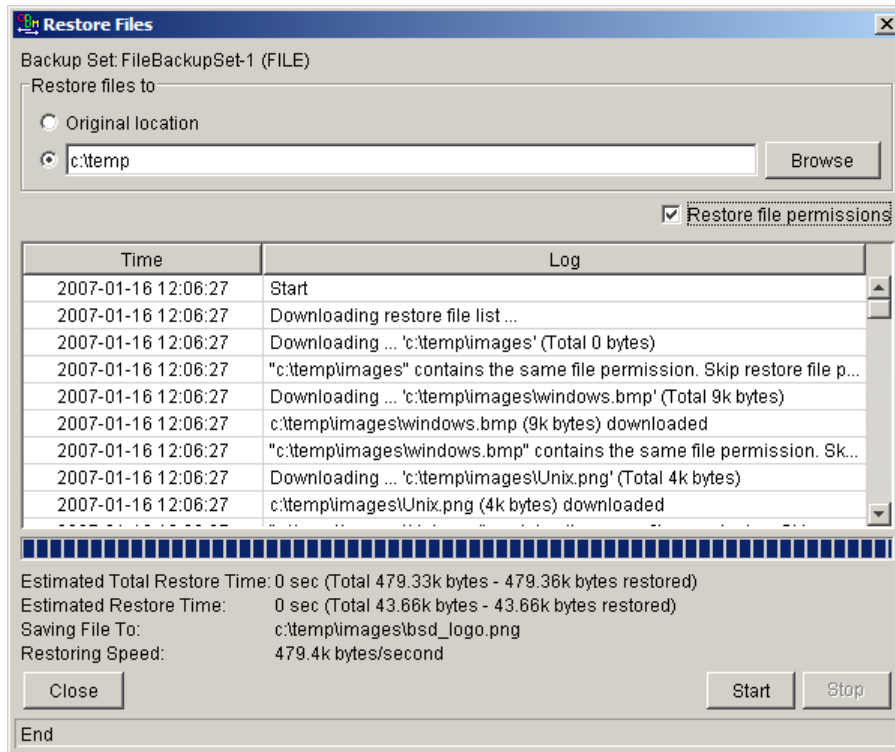 Restore Files
Backup Set: FileBackupSet-1 (FILE)
Restore files to
Original location
c:\temp Browse
Restore file permissions
Time Log
2007-01-16 12:06:27 Start
2007-01-16 12:06:27 Downloading restore file list ...
2007-01-16 12:06:27 Downloading ... 'c:\temp\images' (Total 0 bytes)
2007-01-16 12:06:27 "c:\temp\images" contains the same file permission. Skip restore file p...
2007-01-16 12:06:27 Downloading ... 'c:\temp\images\windows.bmp' (Total 9k bytes)
2007-01-16 12:06:27 c:\temp\images\windows.bmp (9k bytes) downloaded
2007-01-16 12:06:27 "c:\temp\images\windows.bmp" contains the same file permission. Sk...
2007-01-16 12:06:27 Downloading ... 'c:\temp\images\Unix.png' (Total 4k bytes)
2007-01-16 12:06:27 c:\temp\images\Unix.png (4k bytes) downloaded
Estimated Total Restore Time: 0 sec (Total 479.33k bytes - 479.36k bytes restored)
Estimated Restore Time: 0 sec (Total 43.66k bytes - 43.66k bytes restored)
Saving File To: c:\temp\images\bsd_logo.png
Restoring Speed: 479.4k bytes/second
Close Start Stop
End